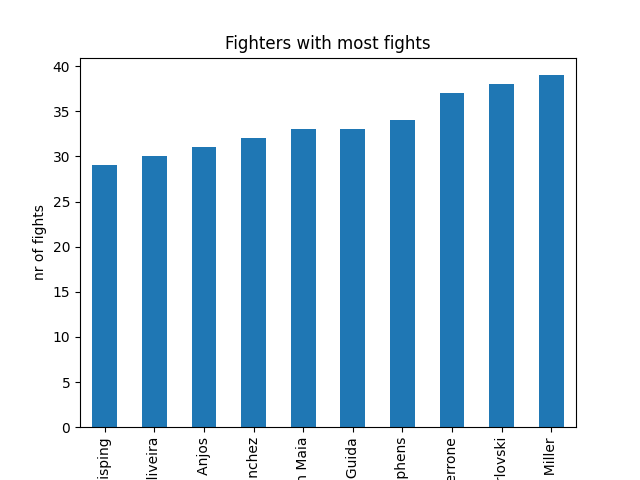 Fighters with most fights
nr of fights
40
35
30
25
20
15
10
5
0
isping
liveira
Anjos
nchez
n Maia
Guida
phens
errone
rlovski
Miller